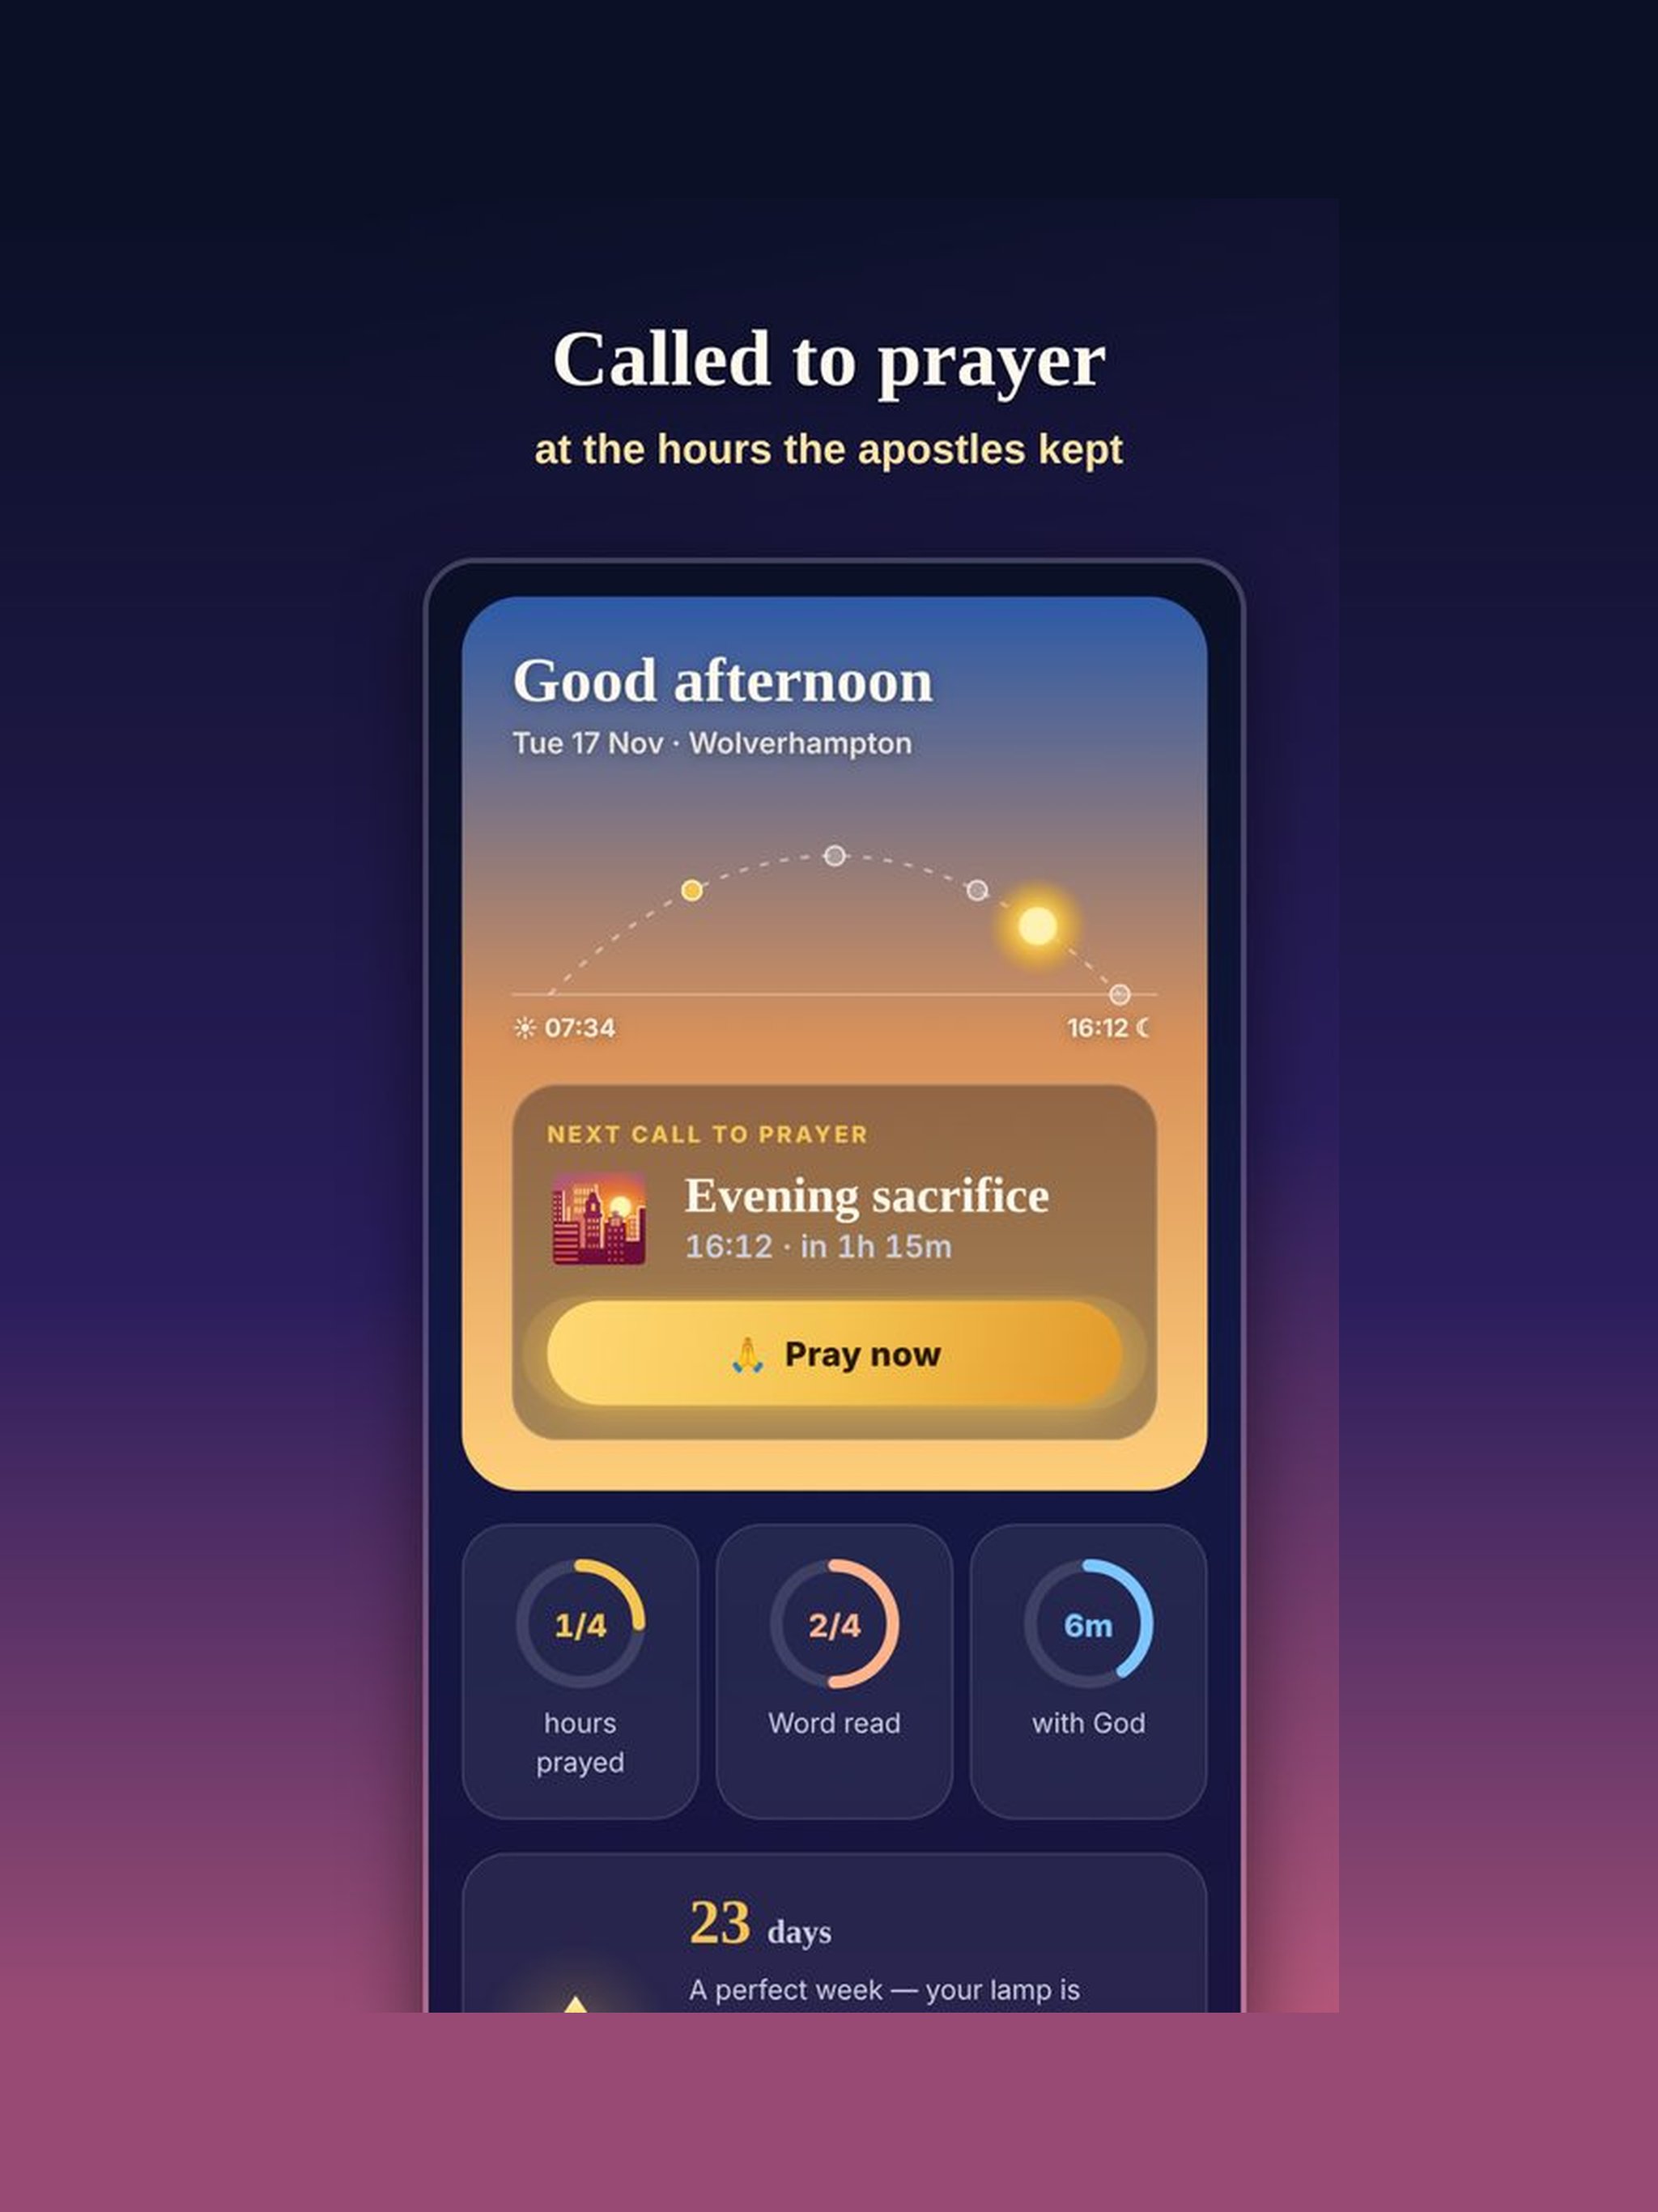 Called to prayer
at the hours the apostles kept
Good afternoon
Tue 17 Nov · Wolverhampton
☀ 07:34
16:12 ☾
NEXT CALL TO PRAYER
Evening sacrifice
16:12 · in 1h 15m
🙏 Pray now
1/4
hours
prayed
2/4
Word read
6m
with God
23 days
A perfect week — your lamp is